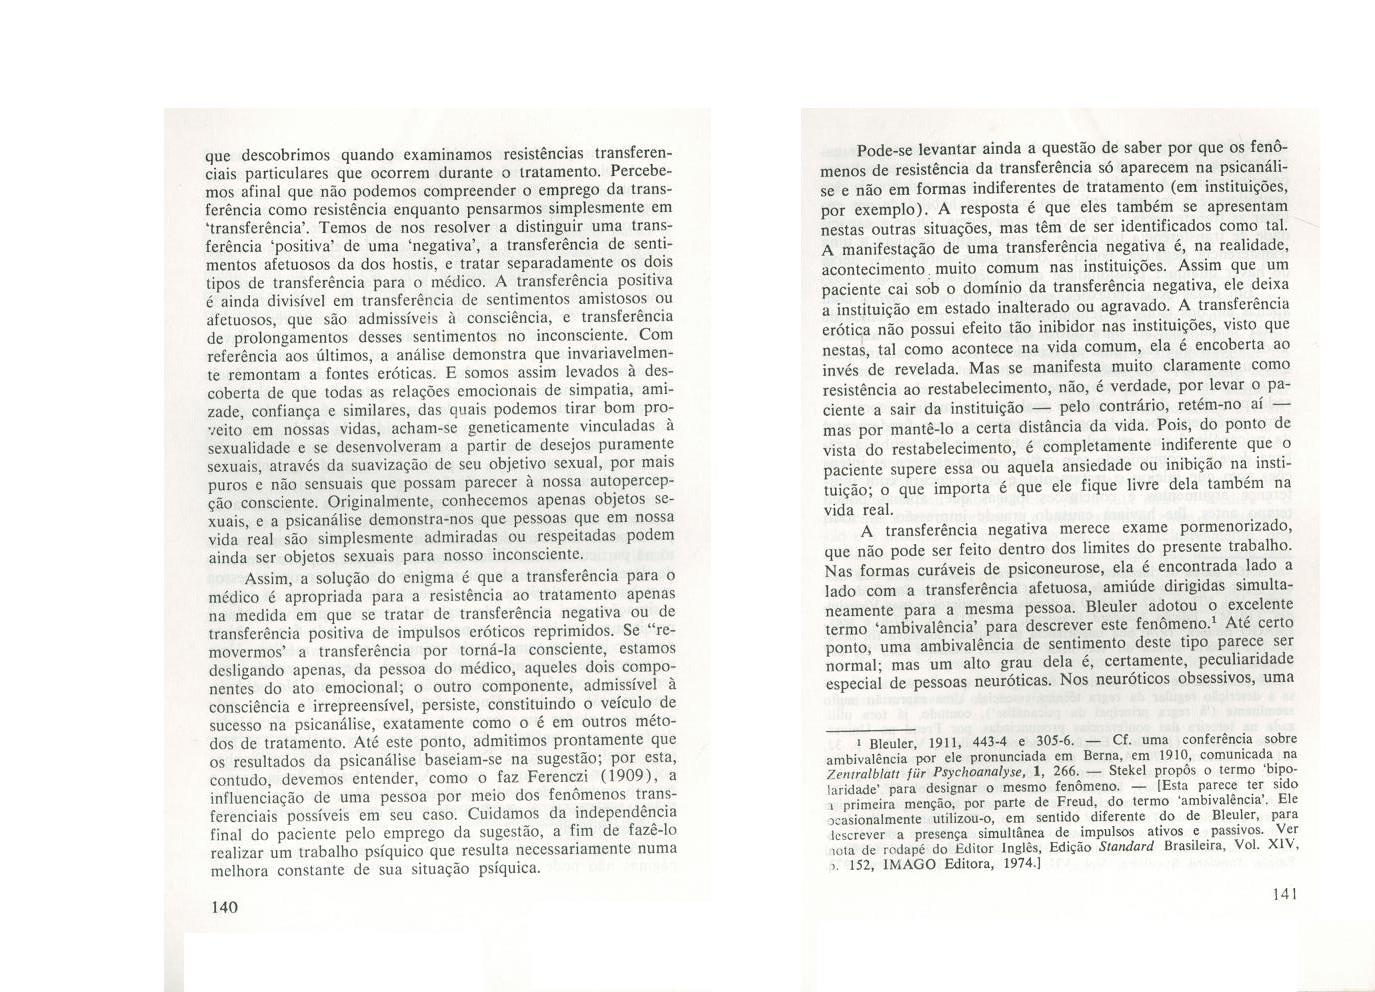 que descobrimos quando examinamos resistências transferen-
ciais particulares que ocorrem durante o tratamento. Percebe-
mos afinal que não podemos compreender o emprego da trans-
ferência como resistência enquanto pensarmos simplesmente em
‘transferência’. Temos de nos resolver a distinguir uma trans-
ferência ‘positiva’ de uma ‘negativa’, a transferência de senti-
mentos afetuosos da dos hostis, e tratar separadamente os dois
tipos de transferência para o médico. A transferência positiva
é ainda divisível em transferência de sentimentos amistosos ou
afetuosos, que são admissíveis à consciência, e transferência
de prolongamentos desses sentimentos no inconsciente. Com
referência aos últimos, a análise demonstra que invariavelmen-
te remontam a fontes eróticas. E somos assim levados à des-
coberta de que todas as relações emocionais de simpatia, ami-
zade, confiança e similares, das quais podemos tirar bom pro-
veito em nossas vidas, acham-se geneticamente vinculadas à
sexualidade e se desenvolveram a partir de desejos puramente
sexuais, através da suavização de seu objetivo sexual, por mais
puros e não sensuais que possam parecer à nossa autopercep-
ção consciente. Originalmente, conhecemos apenas objetos se-
xuais, e a psicanálise demonstra-nos que pessoas que em nossa
vida real são simplesmente admiradas ou respeitadas podem
ainda ser objetos sexuais para nosso inconsciente.
Assim, a solução do enigma é que a transferência para o
médico é apropriada para a resistência ao tratamento apenas
na medida em que se tratar de transferência negativa ou de
transferência positiva de impulsos eróticos reprimidos. Se “re-
movermos’ a transferência por torná-la consciente, estamos
desligando apenas, da pessoa do médico, aqueles dois compo-
nentes do ato emocional; o outro componente, admissível à
consciência e irrepreensível, persiste, constituindo o veículo de
sucesso na psicanálise, exatamente como o é em outros méto-
dos de tratamento. Até este ponto, admitimos prontamente que
os resultados da psicanálise baseiam-se na sugestão; por esta,
contudo, devemos entender, como o faz Ferenczi (1909), a
influenciação de uma pessoa por meio dos fenômenos trans-
ferenciais possíveis em seu caso. Cuidamos da independência
final do paciente pelo emprego da sugestão, a fim de fazê-lo
realizar um trabalho psíquico que resulta necessariamente numa
melhora constante de sua situação psíquica.
140
Pode-se levantar ainda a questão de saber por que os fenô-
menos de resistência da transferência só aparecem na psicanáli-
se e não em formas indiferentes de tratamento (em instituições,
por exemplo). A resposta é que eles também se apresentam
nestas outras situações, mas têm de ser identificados como tal.
A manifestação de uma transferência negativa é, na realidade,
acontecimento muito comum nas instituições. Assim que um
paciente cai sob o domínio da transferência negativa, ele deixa
a instituição em estado inalterado ou agravado. A transferência
erótica não possui efeito tão inibidor nas instituições, visto que
nestas, tal como acontece na vida comum, ela é encoberta ao
invés de revelada. Mas se manifesta muito claramente como
resistência ao restabelecimento, não, é verdade, por levar o pa-
ciente a sair da instituição — pelo contrário, retém-no aí —
mas por mantê-lo a certa distância da vida. Pois, do ponto de
vista do restabelecimento, é completamente indiferente que o
paciente supere essa ou aquela ansiedade ou inibição na insti-
tuição; o que importa é que ele fique livre dela também na
vida real.
A transferência negativa merece exame pormenorizado,
que não pode ser feito dentro dos limites do presente trabalho.
Nas formas curáveis de psiconeurose, ela é encontrada lado a
lado com a transferência afetuosa, amiúde dirigidas simulta-
neamente para a mesma pessoa. Bleuler adotou o excelente
termo ‘ambivalência’ para descrever este fenômeno.¹ Até certo
ponto, uma ambivalência de sentimento deste tipo parece ser
normal; mas um alto grau dela é, certamente, peculiaridade
especial de pessoas neuróticas. Nos neuróticos obsessivos, uma
¹ Bleuler, 1911, 443-4 e 305-6. — Cf. uma conferência sobre
ambivalência por ele pronunciada em Berna, em 1910, comunicada na
Zentralblatt für Psychoanalyse, 1, 266. — Stekel propôs o termo ‘bipo-
laridade’ para designar o mesmo fenômeno. — [Esta parece ter sido
a primeira menção, por parte de Freud, do termo ‘ambivalência’. Ele
ocasionalmente utilizou-o, em sentido diferente do de Bleuler, para
descrever a presença simultânea de impulsos ativos e passivos. Ver
nota de rodapé do Editor Inglês, Edição Standard Brasileira, Vol. XIV,
p. 152, IMAGO Editora, 1974.]
141